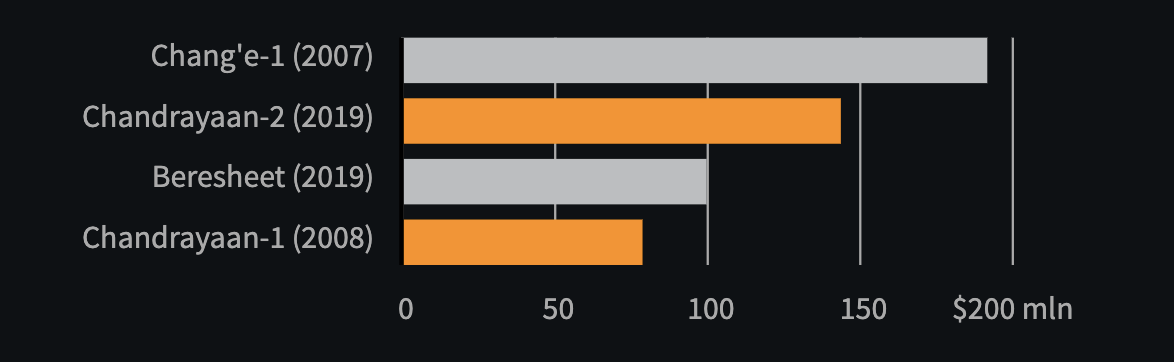 Chang'e-1 (2007)
Chandrayaan-2 (2019)
Beresheet (2019)
Chandrayaan-1 (2008)
0 50 100 150 $200 mln